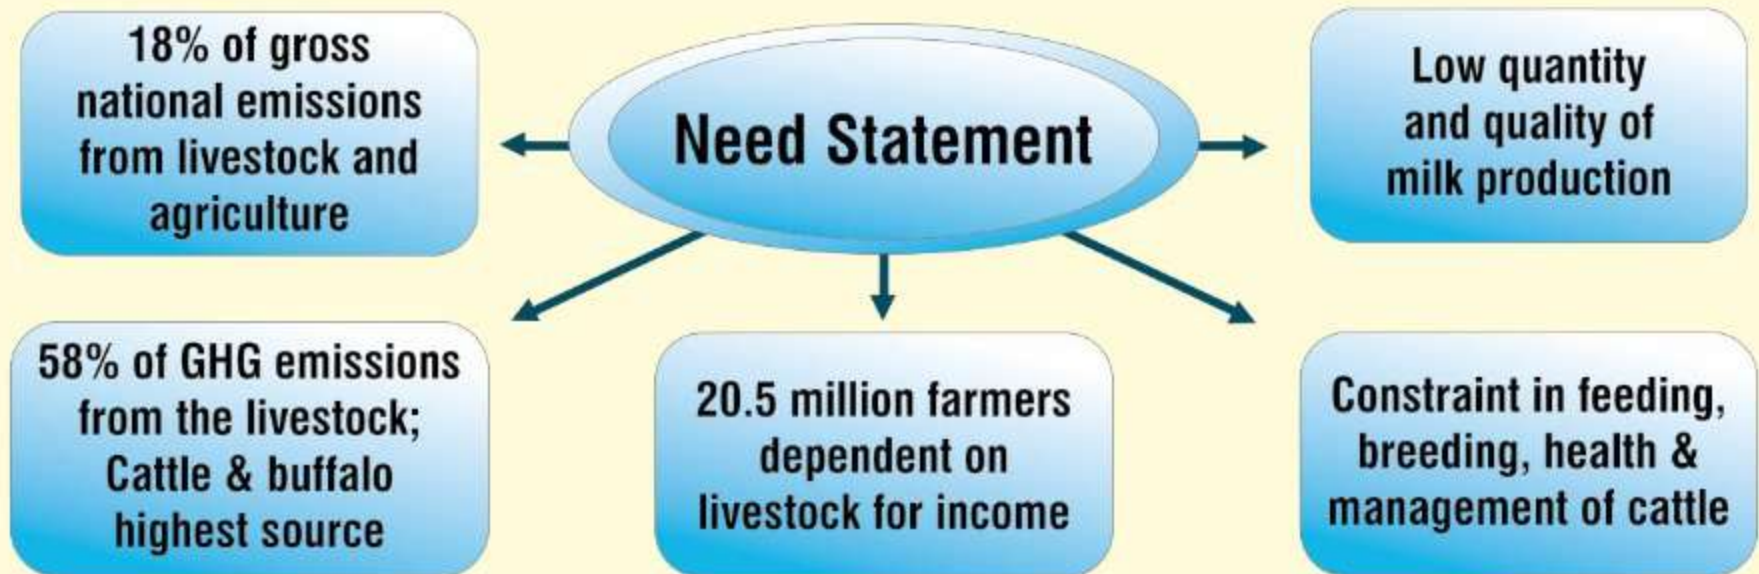 18% of gross
national emissions
from livestock and
agriculture
Need Statement
Low quantity
and quality of
milk production
58% of GHG emissions
from the livestock;
Cattle & buffalo
highest source
20.5 million farmers
dependent on
livestock for income
Constraint in feeding,
breeding, health &
management of cattle